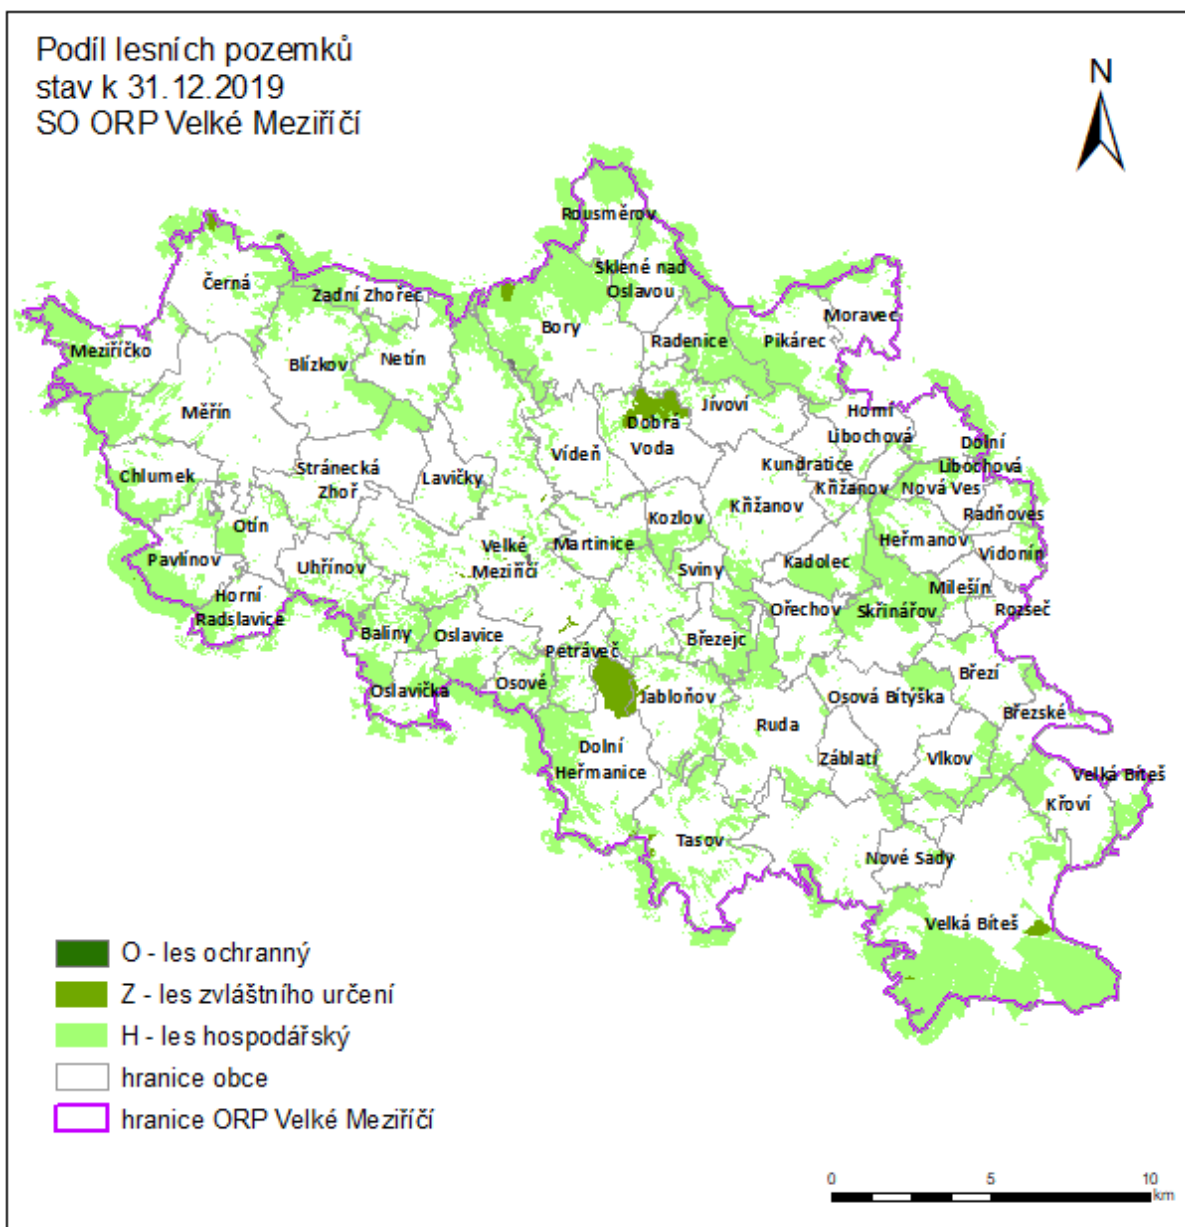 Podíl lesních pozemků
stav k 31.12.2019
SO ORP Velké Meziříčí
N
Rousměrov
Sklené nad
Oslavou
Černá
Zadní Zhořec
Moravec
Bory
Radenice
Pikárec
Meziříčko
Blízkov
Netín
Jívoví
Měřín
Dobrá
Voda
Horní
Libochová
Dolní
Libochová
Vídeň
Stránecká
Zhoř
Lavičky
Chlumek
Kundratice
Křižanov
Nová Ves
Křižanov
Kozlov
Radňoves
Otín
Velké
Meziříčí
Martinice
Heřmanov
Vidonín
Pavlínov
Uhřínov
Sviny
Kadolec
Milešín
Horní
Radslavice
Ořechov
Skřinářov
Rozseč
Baliny
Oslavice
Březejc
Petráveč
Březí
Oslavička
Osové
Jabloňov
Osová Bítýška
Březské
Ruda
Dolní
Heřmanice
Záblatí
Vlkov
Velká Bíteš
Křoví
Tasov
Nové Sady
Velká Bíteš
O - les ochranný
Z - les zvláštního určení
H - les hospodářský
hranice obce
hranice ORP Velké Meziříčí
0 5 10
km